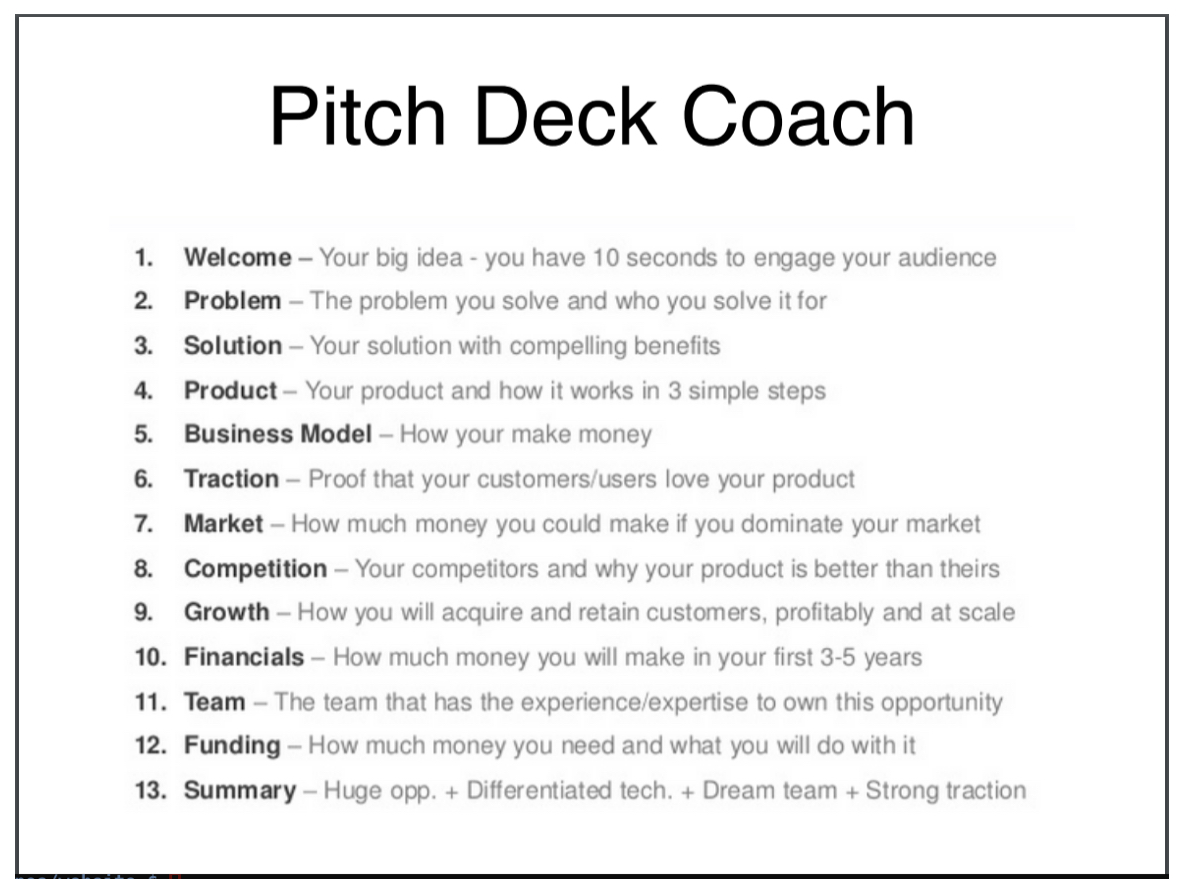 Pitch Deck Coach
1. Welcome – Your big idea - you have 10 seconds to engage your audience
2. Problem – The problem you solve and who you solve it for
3. Solution – Your solution with compelling benefits
4. Product – Your product and how it works in 3 simple steps
5. Business Model – How your make money
6. Traction – Proof that your customers/users love your product
7. Market – How much money you could make if you dominate your market
8. Competition – Your competitors and why your product is better than theirs
9. Growth – How you will acquire and retain customers, profitably and at scale
10. Financials – How much money you will make in your first 3-5 years
11. Team – The team that has the experience/expertise to own this opportunity
12. Funding – How much money you need and what you will do with it
13. Summary – Huge opp. + Differentiated tech. + Dream team + Strong traction